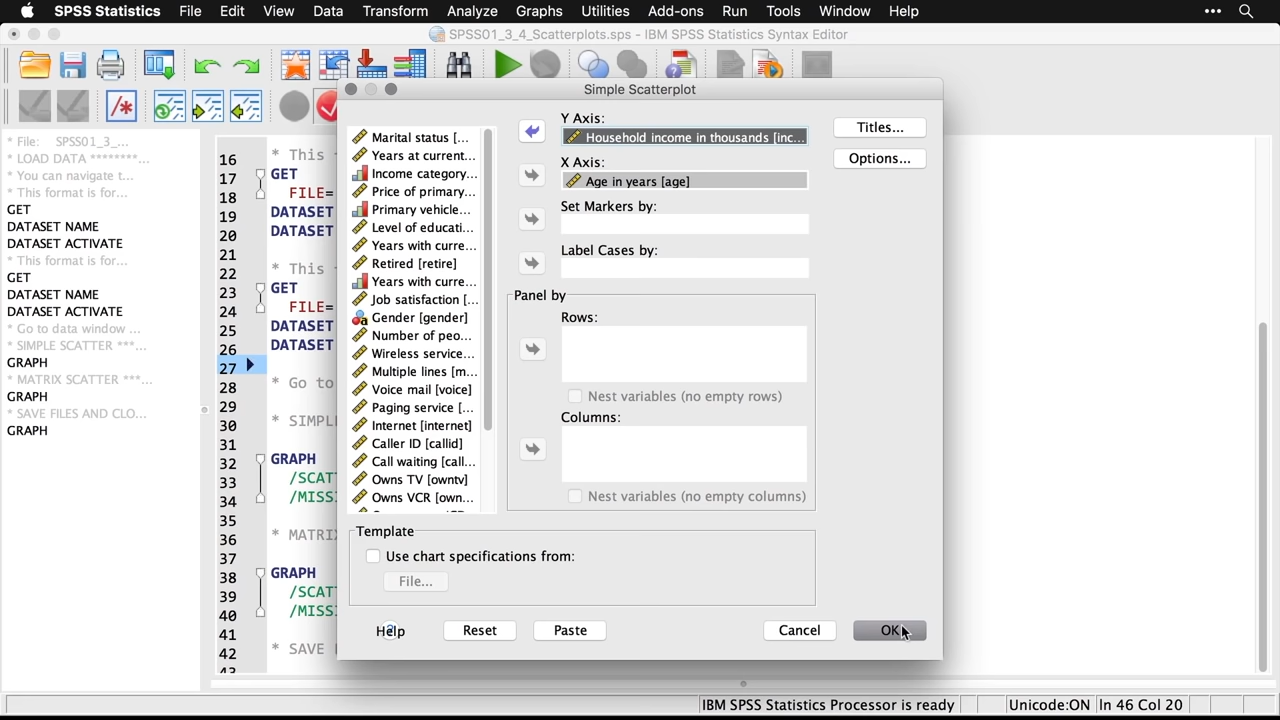 SPSS Statistics File Edit View Data Transform Analyze Graphs Utilities Add-ons Run Tools Window Help
SPSS01_3_4_Scatterplots.sps - IBM SPSS Statistics Syntax Editor
* File: SPSS01_3_...
* LOAD DATA ********...
* You can navigate t...
* This format is for...
GET
DATASET NAME
DATASET ACTIVATE
* This format is for...
GET
DATASET NAME
DATASET ACTIVATE
* Go to data window ...
* SIMPLE SCATTER ***...
GRAPH
* MATRIX SCATTER ***...
GRAPH
* SAVE FILES AND CLO...
GRAPH
16 * This
17 GET
18 FILE=
19 DATASET
20 DATASET
21
22 * This
23 GET
24 FILE=
25 DATASET
26 DATASET
27
28 * Go to
29
30 * SIMPL
31
32 GRAPH
33 /SCAT
34 /MISS
35
36 * MATRI
37
38 GRAPH
39 /SCAT
40 /MISS
41
42 * SAVE
Simple Scatterplot
Marital status [...
Years at current...
Income category...
Price of primary...
Primary vehicle...
Level of educati...
Years with curre...
Retired [retire]
Years with curre...
Job satisfaction [...
Gender [gender]
Number of peo...
Wireless service...
Multiple lines [m...
Voice mail [voice]
Paging service [...
Internet [internet]
Caller ID [callid]
Call waiting [call...
Owns TV [owntv]
Owns VCR [own...
Y Axis:
Household income in thousands [inc...
X Axis:
Age in years [age]
Set Markers by:
Label Cases by:
Panel by
Rows:
Nest variables (no empty rows)
Columns:
Nest variables (no empty columns)
Titles...
Options...
Template
Use chart specifications from:
File...
Help Reset Paste Cancel OK
IBM SPSS Statistics Processor is ready Unicode:ON In 46 Col 20